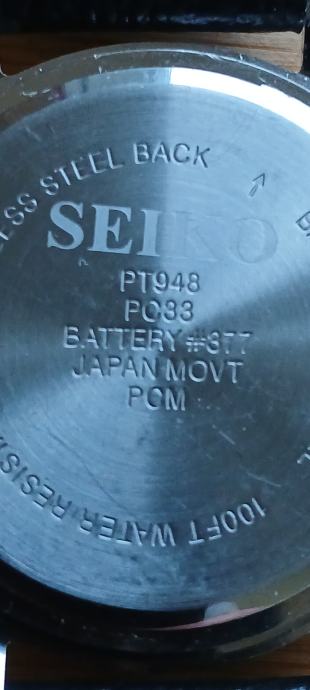 STEEL BACK
SEIKO
PT948
PC33
BATTERY #377
JAPAN MOVT
PCM
100FT WATER RESIS